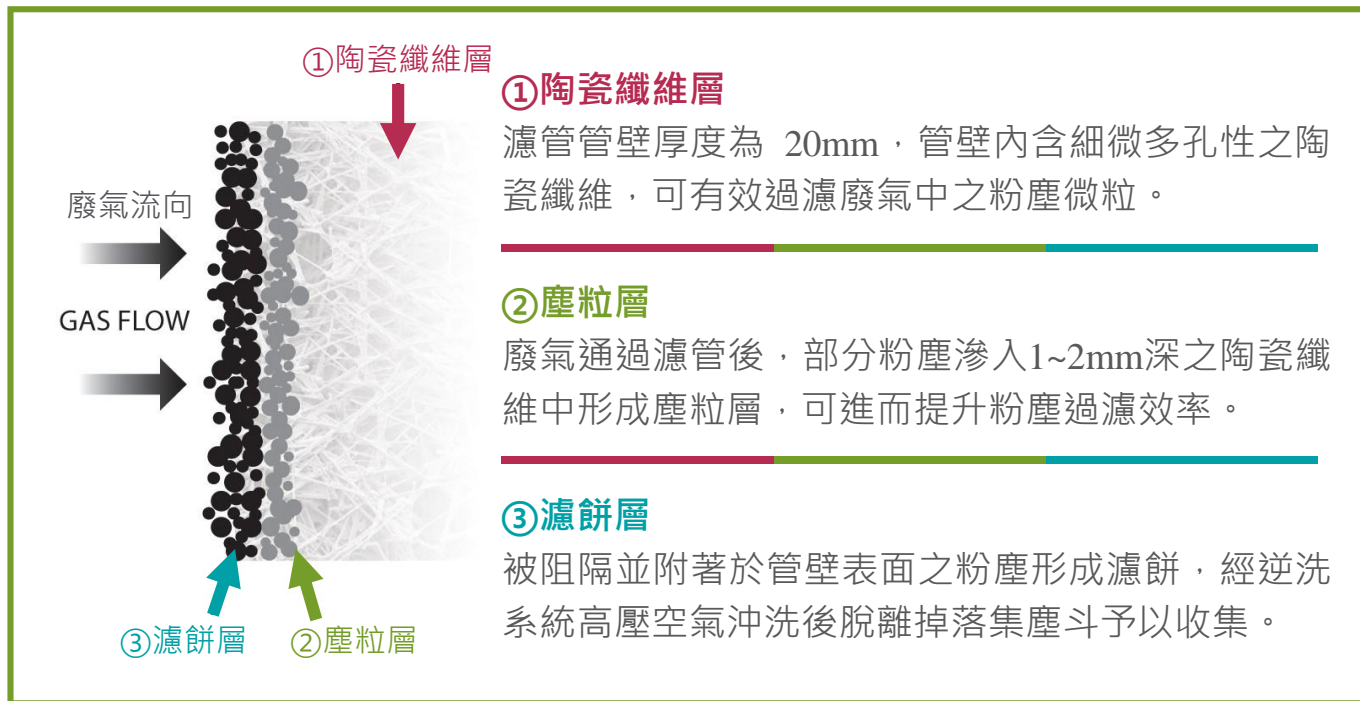 ①陶瓷纖維層
廢氣流向
GAS FLOW
③濾餅層
②塵粒層
①陶瓷纖維層
濾管管壁厚度為 20mm，管壁內含細微多孔性之陶
瓷纖維，可有效過濾廢氣中之粉塵微粒。
②塵粒層
廢氣通過濾管後，部分粉塵滲入1~2mm深之陶瓷纖
維中形成塵粒層，可進而提升粉塵過濾效率。
③濾餅層
被阻隔並附著於管壁表面之粉塵形成濾餅，經逆洗
系統高壓空氣沖洗後脫離掉落集塵斗予以收集。